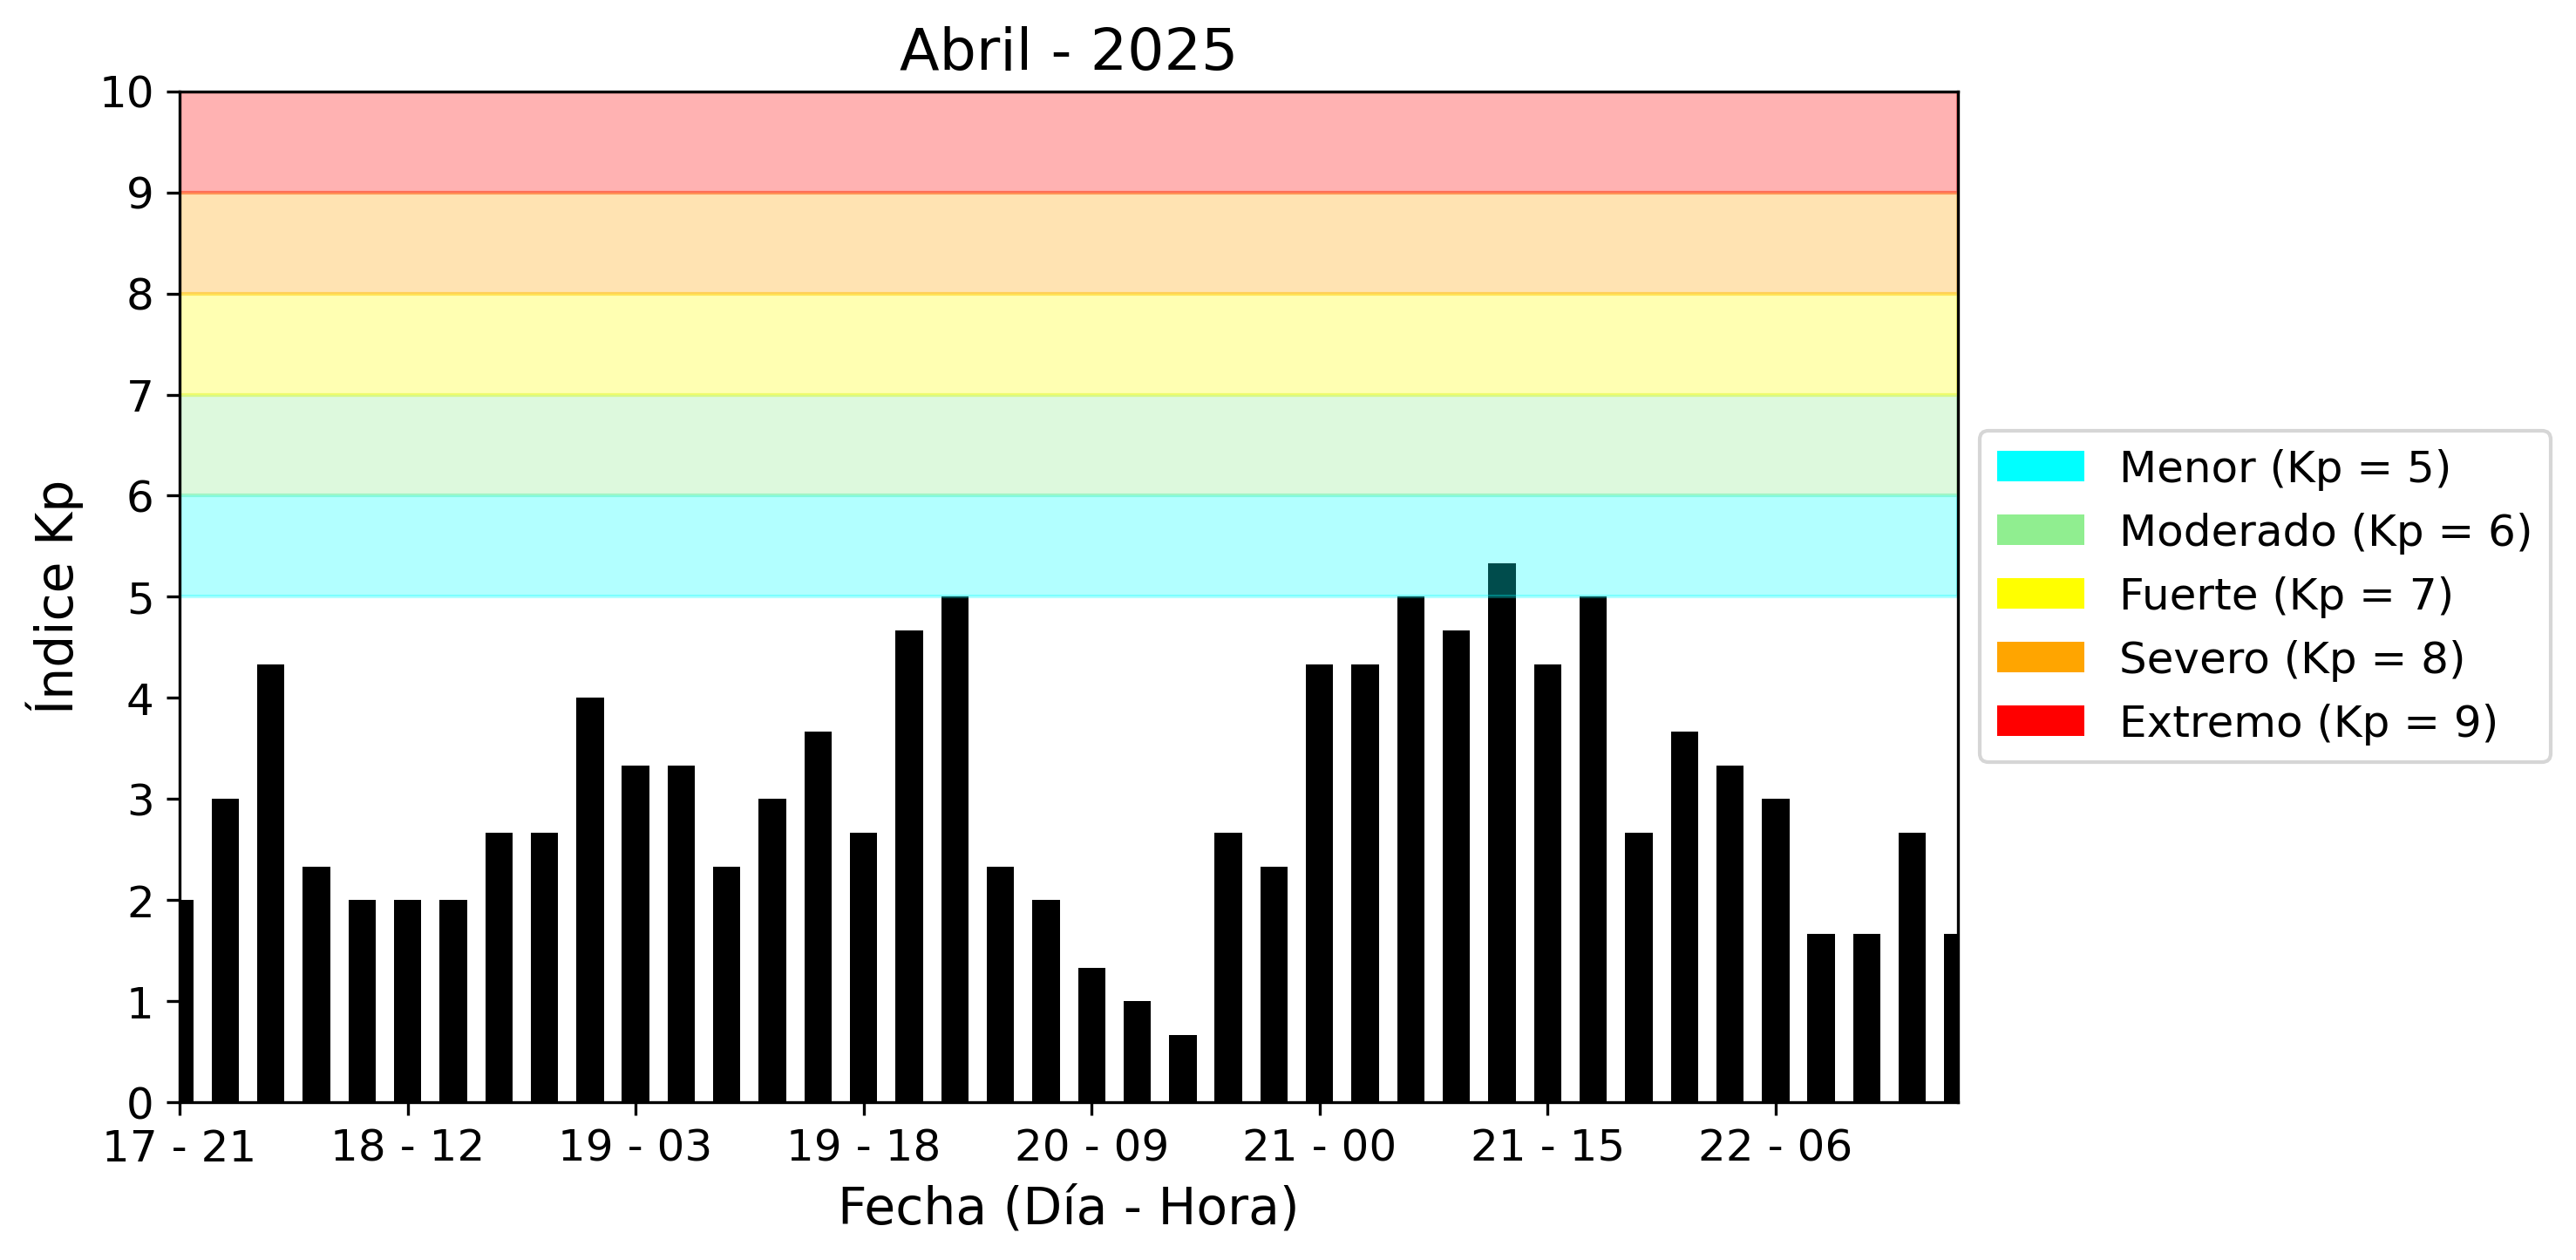 Abril - 2025
10
9
8
7
6
5
4
3
2
1
0
Índice Kp
17 - 21
18 - 12
19 - 03
19 - 18
20 - 09
21 - 00
21 - 15
22 - 06
Fecha (Día - Hora)
Menor (Kp = 5)
Moderado (Kp = 6)
Fuerte (Kp = 7)
Severo (Kp = 8)
Extremo (Kp = 9)